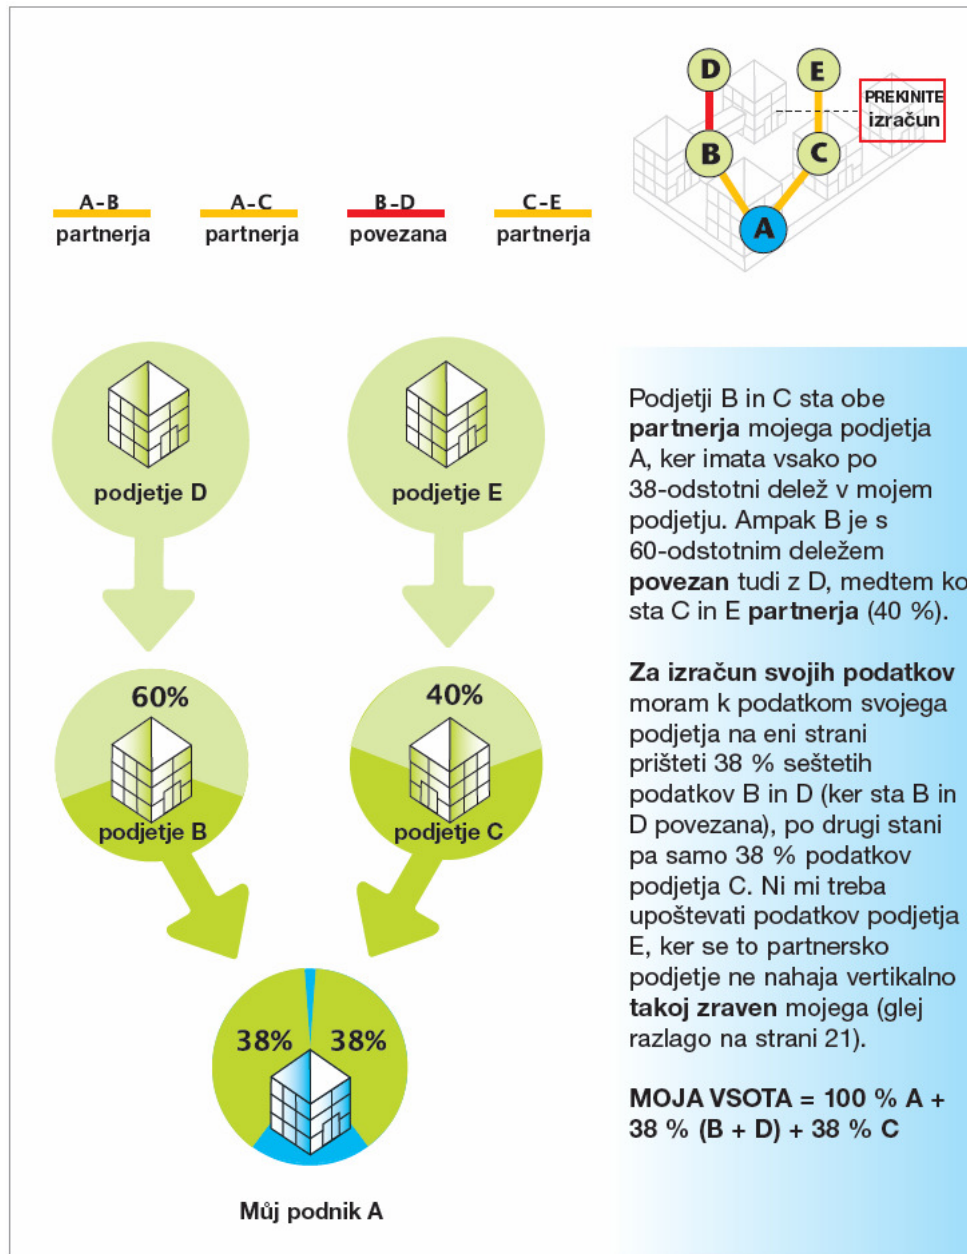 D
E
PREKINITE
izračun
B
C
A
A-B
partnerja
A-C
partnerja
B-D
povezana
C-E
partnerja
podjetje D
podjetje E
60%
podjetje B
40%
podjetje C
38%
38%
Můj podnik A
Podjetji B in C sta obe
partnerja mojega podjetja
A, ker imata vsako po
38-odstotni delež v mojem
podjetju. Ampak B je s
60-odstotnim deležem
povezan tudi z D, medtem ko
sta C in E partnerja (40 %).
Za izračun svojih podatkov
moram k podatkom svojega
podjetja na eni strani
prišteti 38 % seštetih
podatkov B in D (ker sta B in
D povezana), po drugi stani
pa samo 38 % podatkov
podjetja C. Ni mi treba
upoštevati podatkov podjetja
E, ker se to partnersko
podjetje ne nahaja vertikalno
takoj zraven mojega (glej
razlago na strani 21).
MOJA VSOTA = 100 % A +
38 % (B + D) + 38 % C